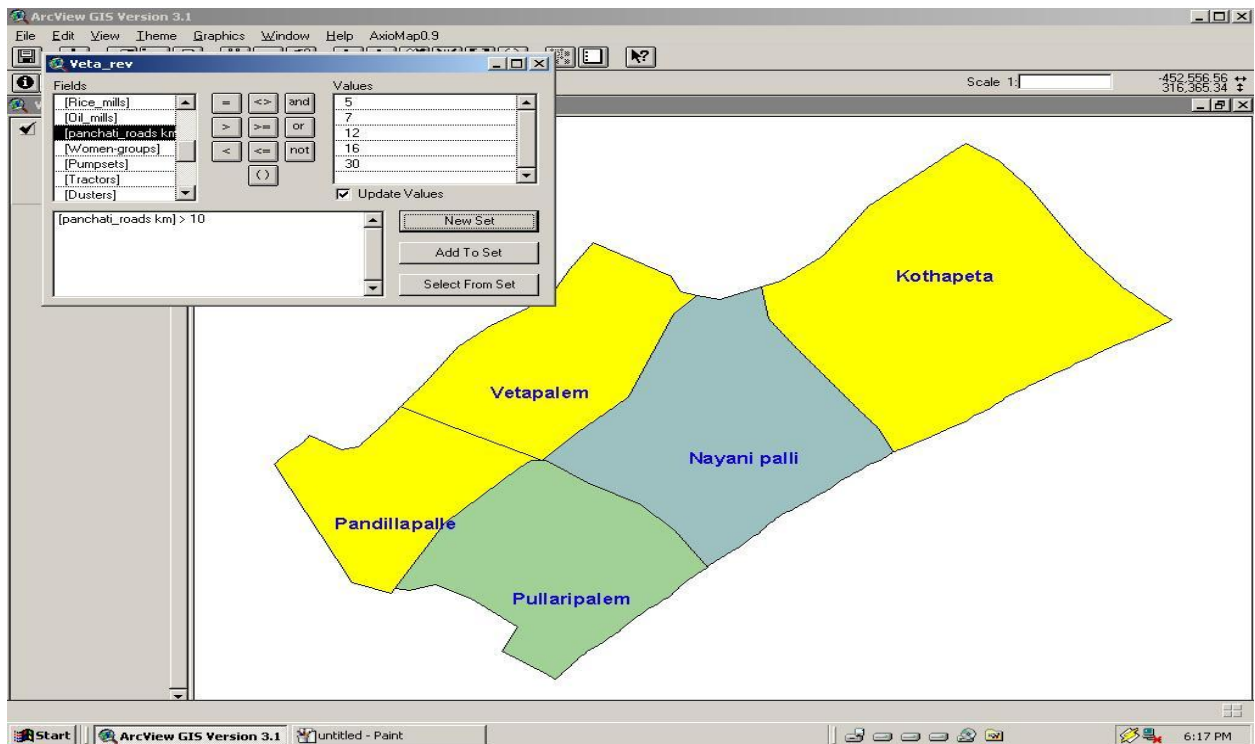 ArcView GIS Version 3.1
File Edit View Theme Graphics Window Help AxioMap0.9
Veta_rev
Scale 1:
-452,556.56
316,365.34
Fields
Values
[Rice_mills]
[Oil_mills]
[panchati_roads km
[Women-groups]
[Pumpsets]
[Tractors]
[Dusters]
= <> and
> >= or
< <= not
( )
5
7
12
16
30
Update Values
[panchati_roads km] > 10
New Set
Add To Set
Select From Set
Kothapeta
Vetapalem
Nayani palli
Pandillapalle
Pullaripalem
Start ArcView GIS Version 3.1 untitled - Paint 6:17 PM